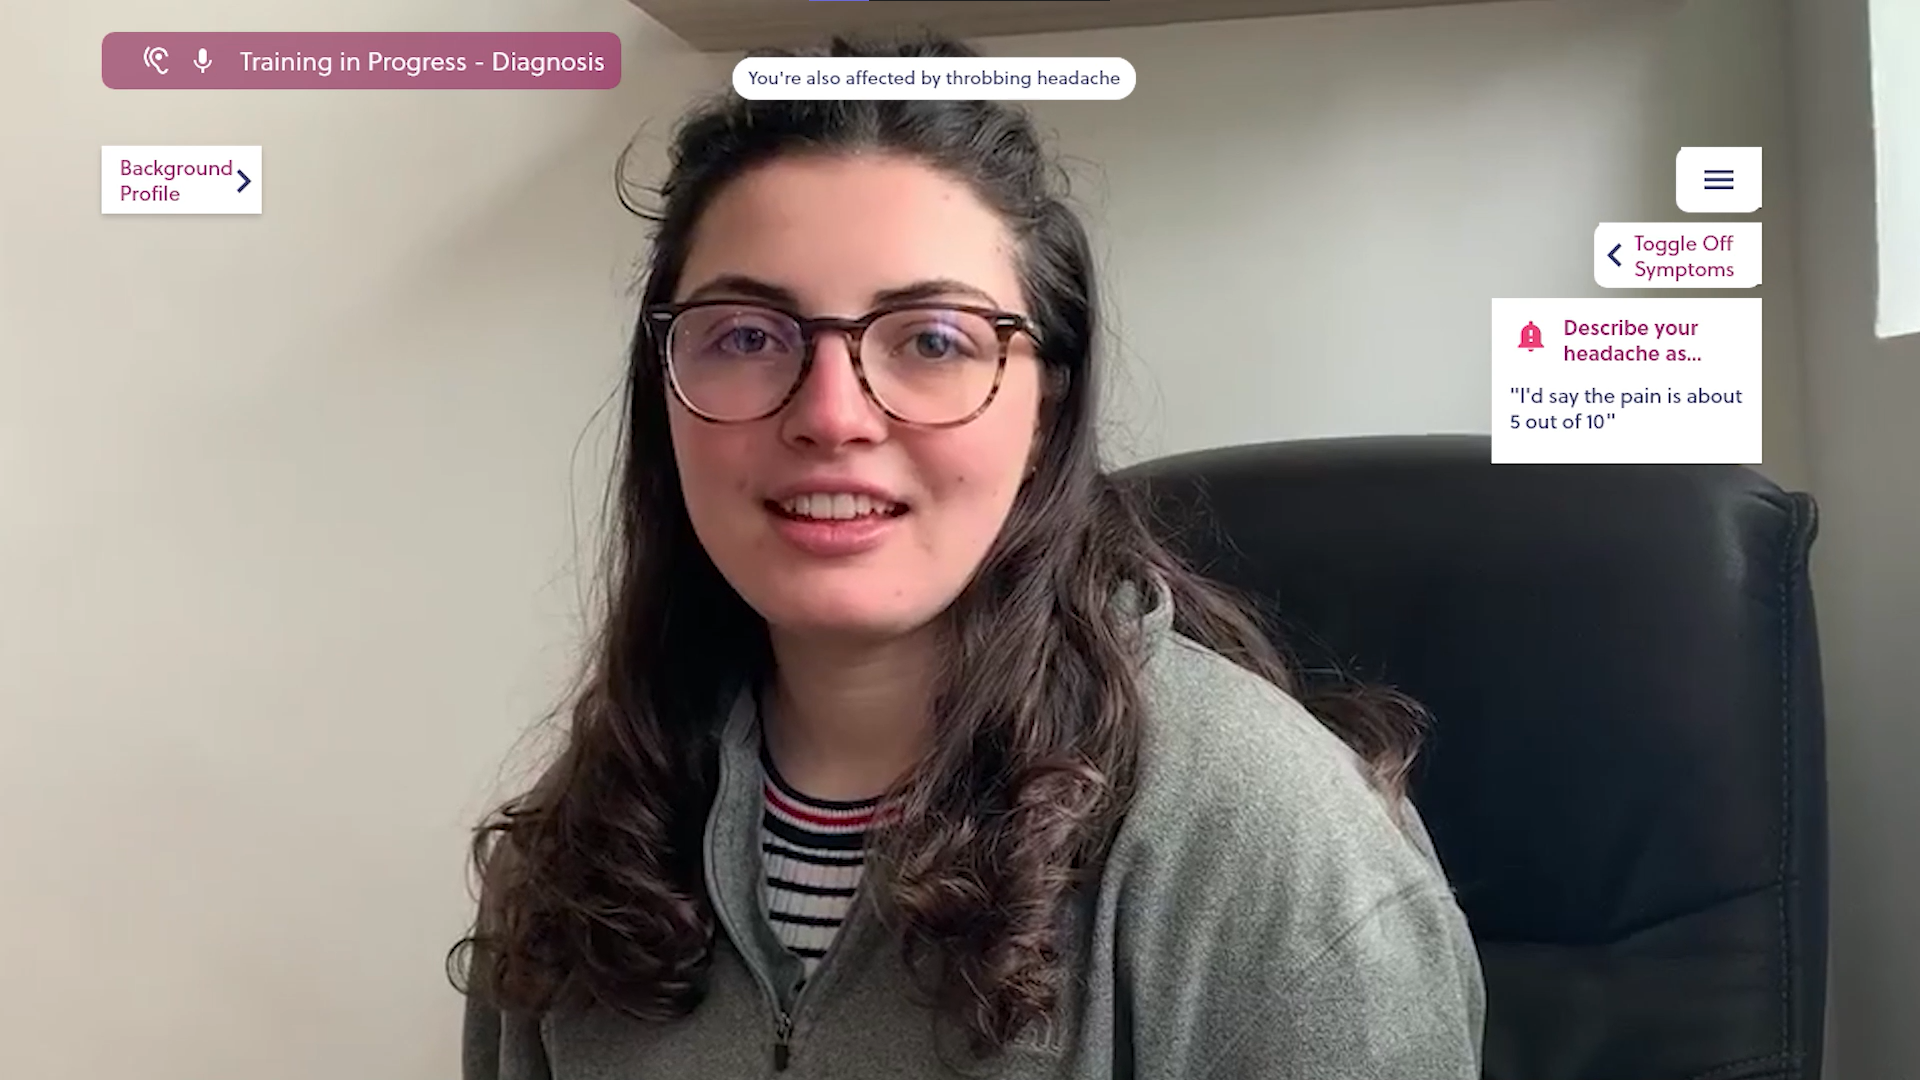 Training in Progress - Diagnosis
You're also affected by throbbing headache
Background
Profile
Toggle Off
Symptoms
Describe your
headache as...
"I'd say the pain is about
5 out of 10"